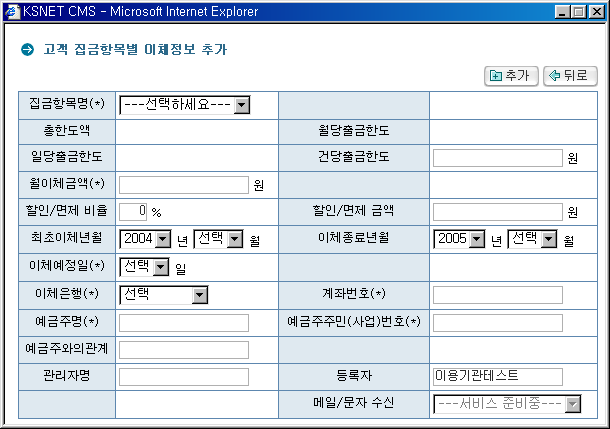 KSNET CMS - Microsoft Internet Explorer
고객 집금항목별 이체정보 추가
추가 뒤로
집금항목명(*) ---선택하세요---
총한도액 월당출금한도
일당출금한도 건당출금한도 원
월이체금액(*) 원
할인/면제 비율 0 % 할인/면제 금액 원
최초이체년월 2004 년 선택 월 이체종료년월 2005 년 선택 월
이체예정일(*) 선택 일
이체은행(*) 선택 계좌번호(*)
예금주명(*) 예금주주민(사업)번호(*)
예금주와의관계
관리자명 등록자 이용기관테스트
메일/문자 수신 ---서비스 준비중---